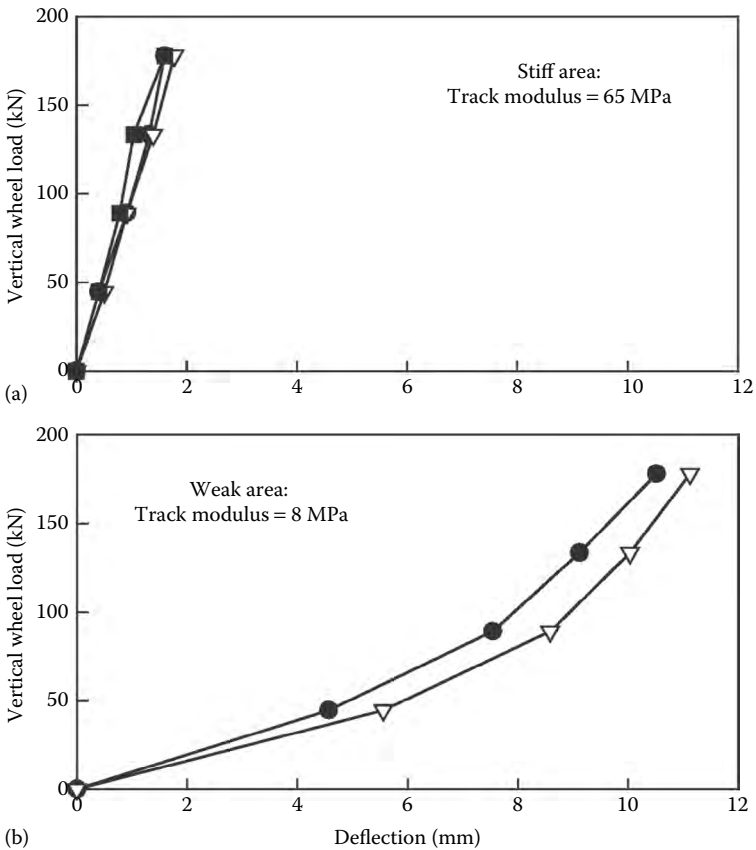 200
150
100
50
0
Vertical wheel load (kN)
Stiff area:
Track modulus = 65 MPa
0 2 4 6 8 10 12
(a)
200
150
100
50
0
Vertical wheel load (kN)
Weak area:
Track modulus = 8 MPa
0 2 4 6 8 10 12
(b)
Deflection (mm)